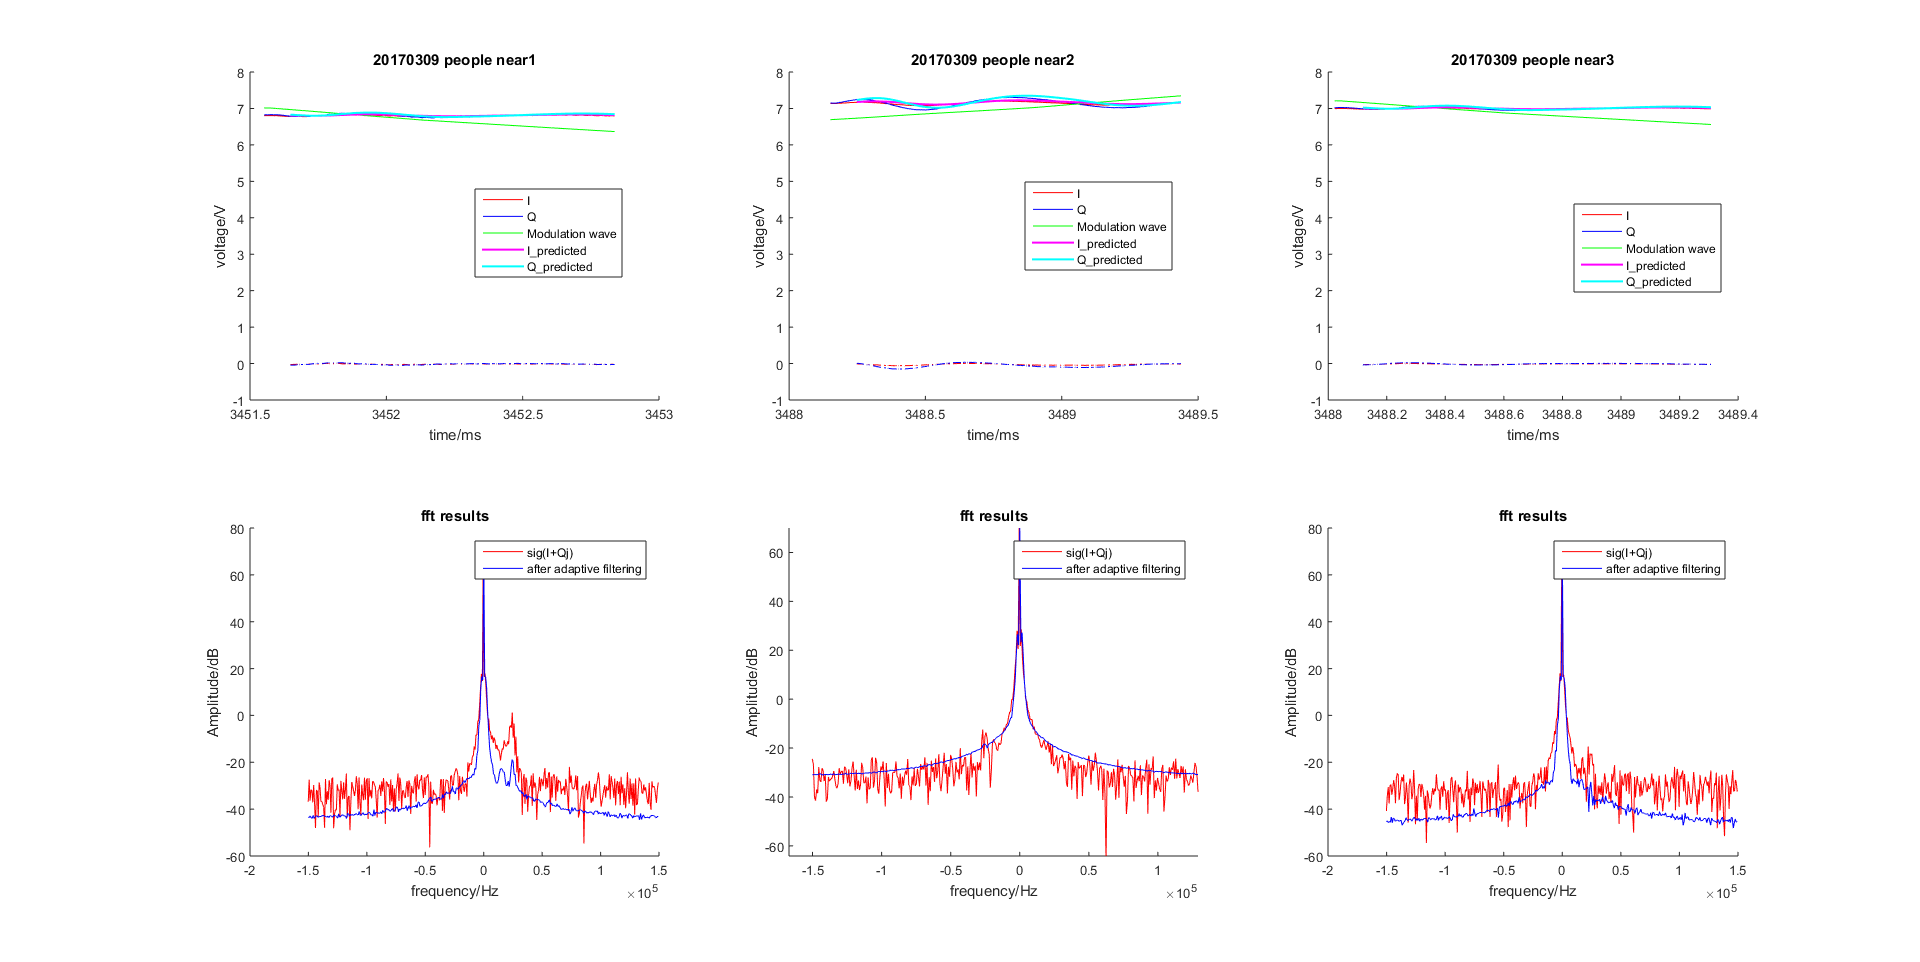 20170309 people near1
8
7
6
5
4
3
2
1
0
-1
voltage/V
I
Q
Modulation wave
I_predicted
Q_predicted
3451.5 3452 3452.5 3453
time/ms
20170309 people near2
8
7
6
5
4
3
2
1
0
-1
voltage/V
I
Q
Modulation wave
I_predicted
Q_predicted
3488 3488.5 3489 3489.5
time/ms
20170309 people near3
8
7
6
5
4
3
2
1
0
-1
voltage/V
I
Q
Modulation wave
I_predicted
Q_predicted
3488 3488.2 3488.4 3488.6 3488.8 3489 3489.2 3489.4
time/ms
fft results
80
60
40
20
0
-20
-40
-60
Amplitude/dB
sig(I+Qj)
after adaptive filtering
-2 -1.5 -1 -0.5 0 0.5 1 1.5
frequency/Hz
×10^5
fft results
60
40
20
0
-20
-40
-60
Amplitude/dB
sig(I+Qj)
after adaptive filtering
-1.5 -1 -0.5 0 0.5 1
frequency/Hz
×10^5
fft results
80
60
40
20
0
-20
-40
-60
Amplitude/dB
sig(I+Qj)
after adaptive filtering
-2 -1.5 -1 -0.5 0 0.5 1 1.5
frequency/Hz
×10^5